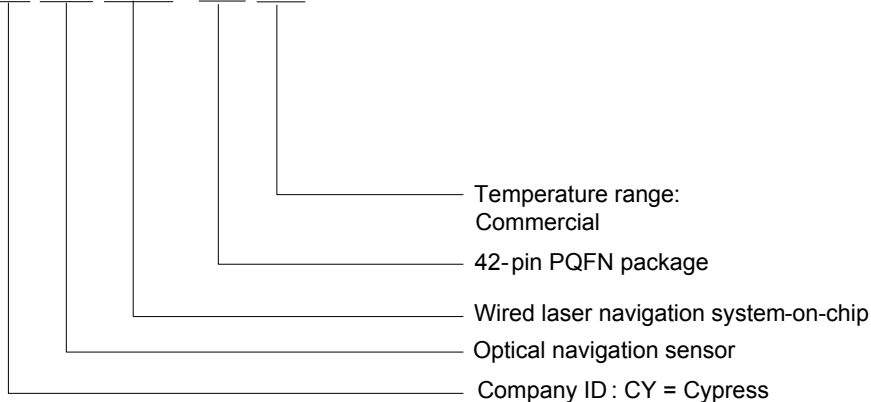 Temperature range:
Commercial
42-pin PQFN package
Wired laser navigation system-on-chip
Optical navigation sensor
Company ID : CY = Cypress